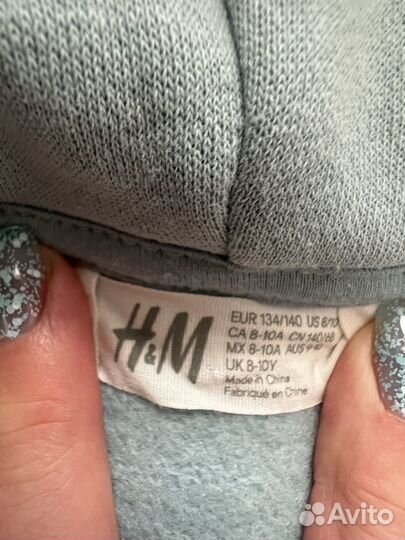 H&M
EUR 134/140 US 8/10
CA 8-10A CN 140/68
MX 8-10A AUS
UK 8-10Y
Made in China
Fabriqué en Chine
Avito